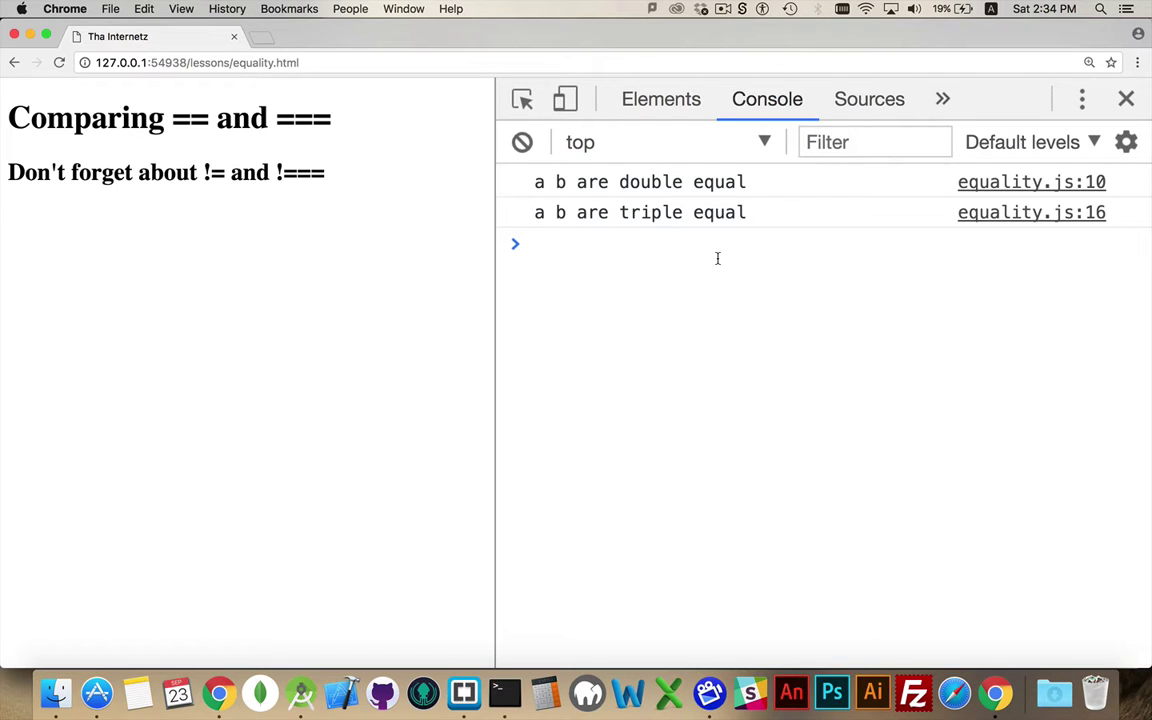 Chrome File Edit View History Bookmarks People Window Help 19% A Sat 2:34 PM
Tha Internetz
127.0.0.1:54938/lessons/equality.html
Comparing == and ===
Don't forget about != and !===
Elements Console Sources
top Filter Default levels
a b are double equal equality.js:10
a b are triple equal equality.js:16
SEP
23
An Ps Ai Fz